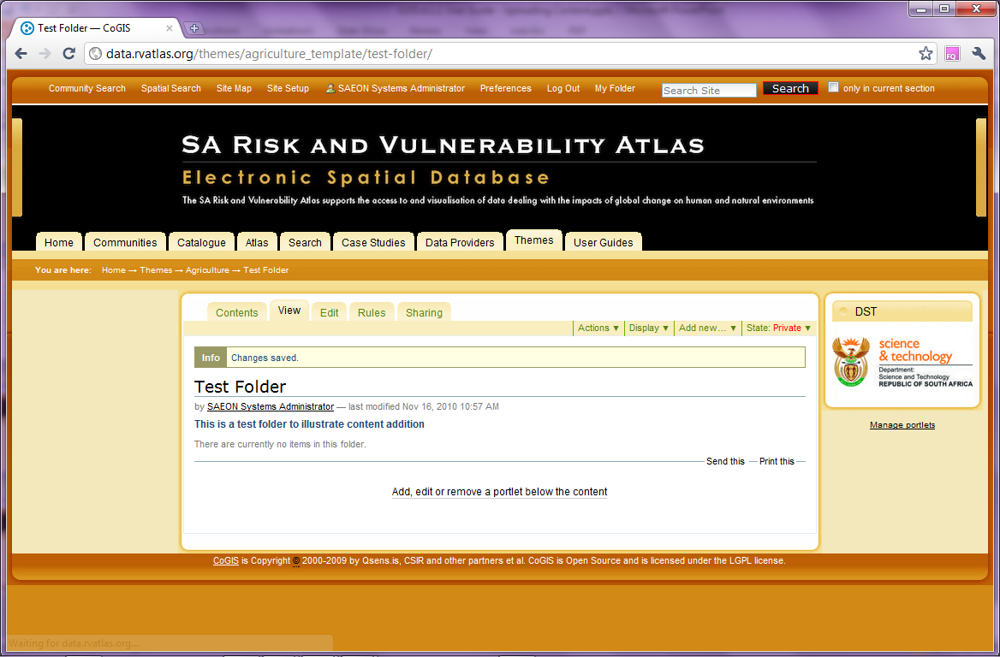 Test Folder — CoGIS
data.rvatlas.org/themes/agriculture_template/test-folder/
FQ
Community Search Spatial Search Site Map Site Setup SAEON Systems Administrator Preferences Log Out My Folder Search Site Search only in current section
SA Risk and Vulnerability Atlas
Electronic Spatial Database
The SA Risk and Vulnerability Atlas supports the access to and visualisation of data dealing with the impacts of global change on human and natural environments
Home Communities Catalogue Atlas Search Case Studies Data Providers Themes User Guides
You are here: Home → Themes → Agriculture → Test Folder
Contents View Edit Rules Sharing
Actions ▼ Display ▼ Add new… ▼ State: Private ▼
Info Changes saved.
Test Folder
by SAEON Systems Administrator — last modified Nov 16, 2010 10:57 AM
This is a test folder to illustrate content addition
There are currently no items in this folder.
Send this — Print this —
Add, edit or remove a portlet below the content
DST
science
& technology
Department:
Science and Technology
REPUBLIC OF SOUTH AFRICA
Manage portlets
CoGIS is Copyright © 2000-2009 by Qsens.is, CSIR and other partners et al. CoGIS is Open Source and is licensed under the LGPL license.
Waiting for data.rvatlas.org...